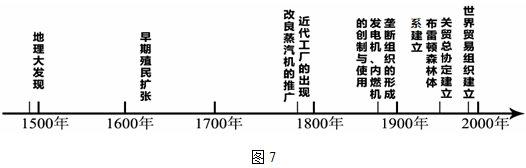 地理大发现
早期殖民扩张
改良蒸汽机的推广
近代工厂的出现
发电机、内燃机
的创制与使用
垄断组织的形成
布雷顿森林体
系建立
关贸总协定建立
世界贸易组织建立
1500年
1600年
1700年
1800年
1900年
2000年
图 7